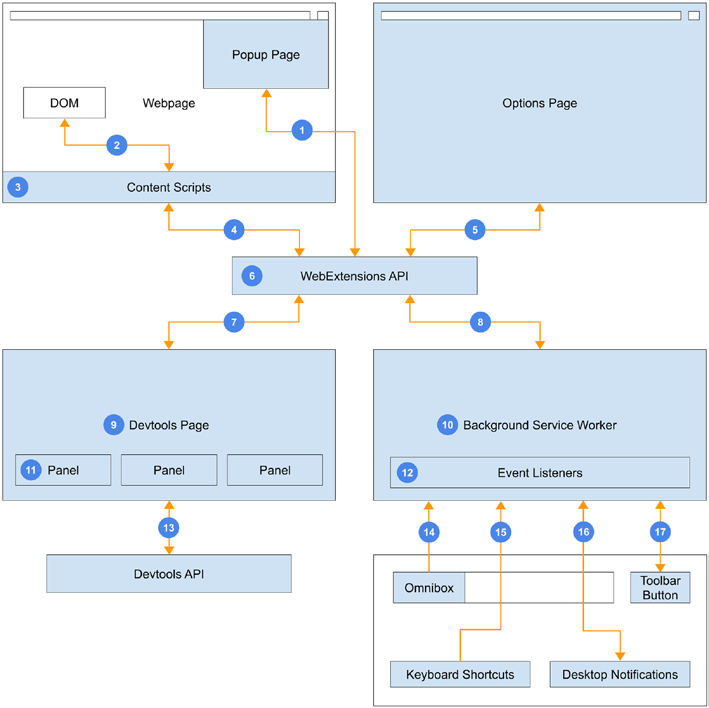 Popup Page
DOM
Webpage
1
2
3
Content Scripts
Options Page
4
5
6
WebExtensions API
7
8
9
Devtools Page
11
Panel
Panel
Panel
10
Background Service Worker
12
Event Listeners
13
Devtools API
14
15
16
17
Omnibox
Toolbar
Button
Keyboard Shortcuts
Desktop Notifications